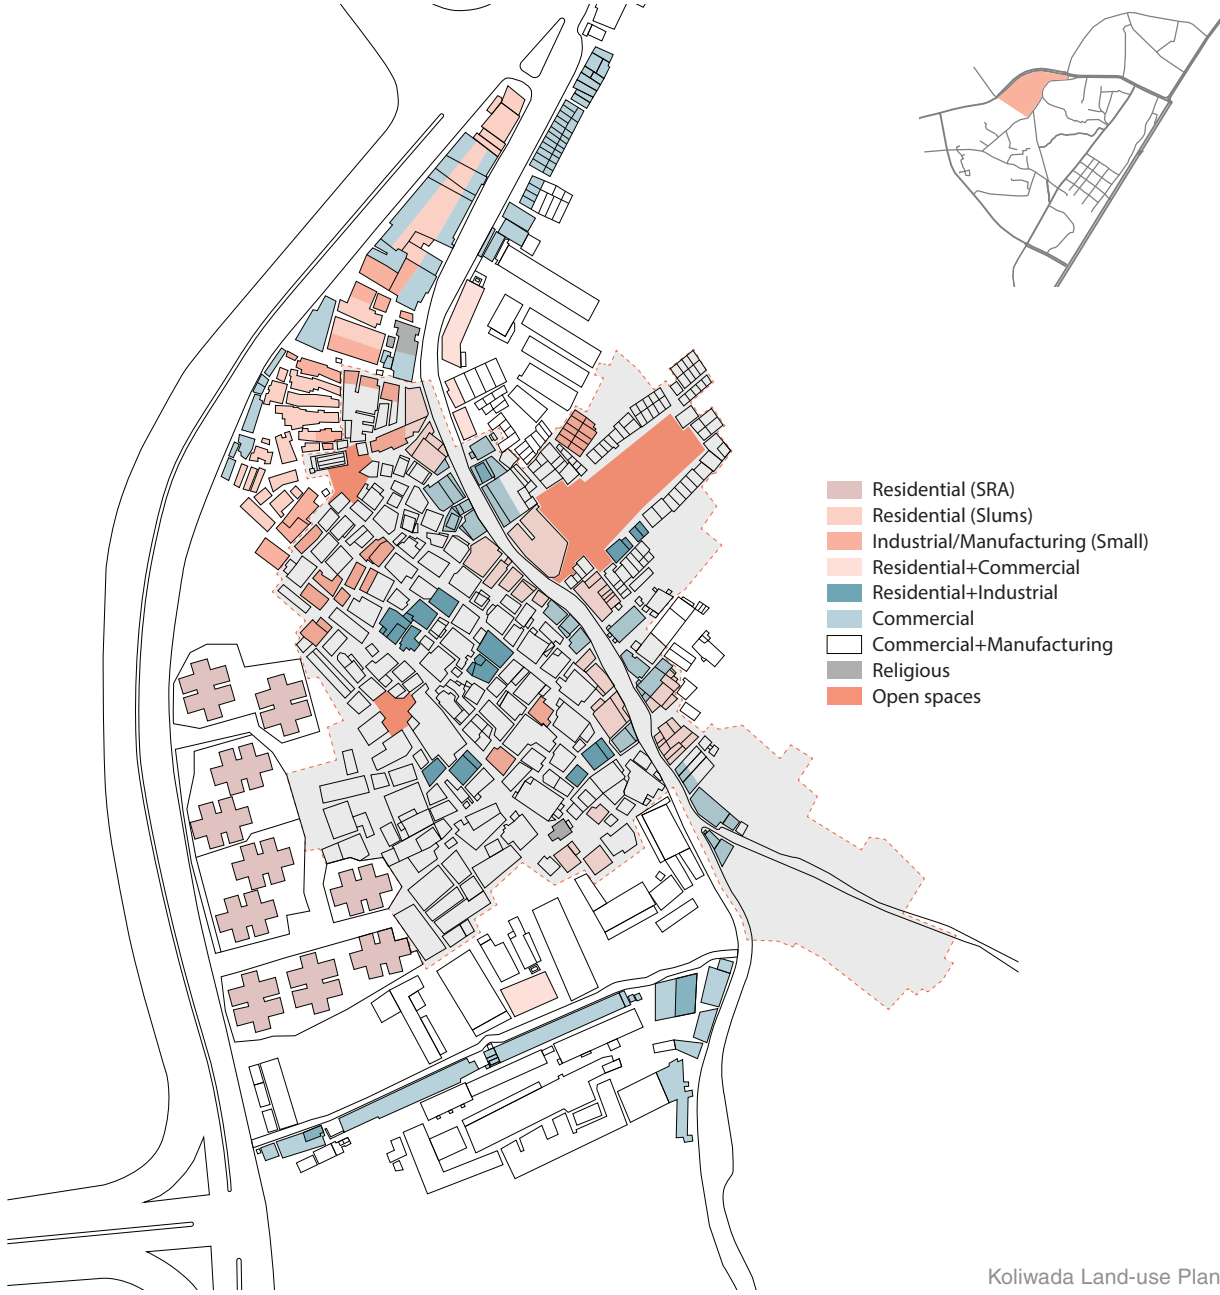 Residential (SRA)
Residential (Slums)
Industrial/Manufacturing (Small)
Residential+Commercial
Residential+Industrial
Commercial
Commercial+Manufacturing
Religious
Open spaces
Koliwada Land-use Plan